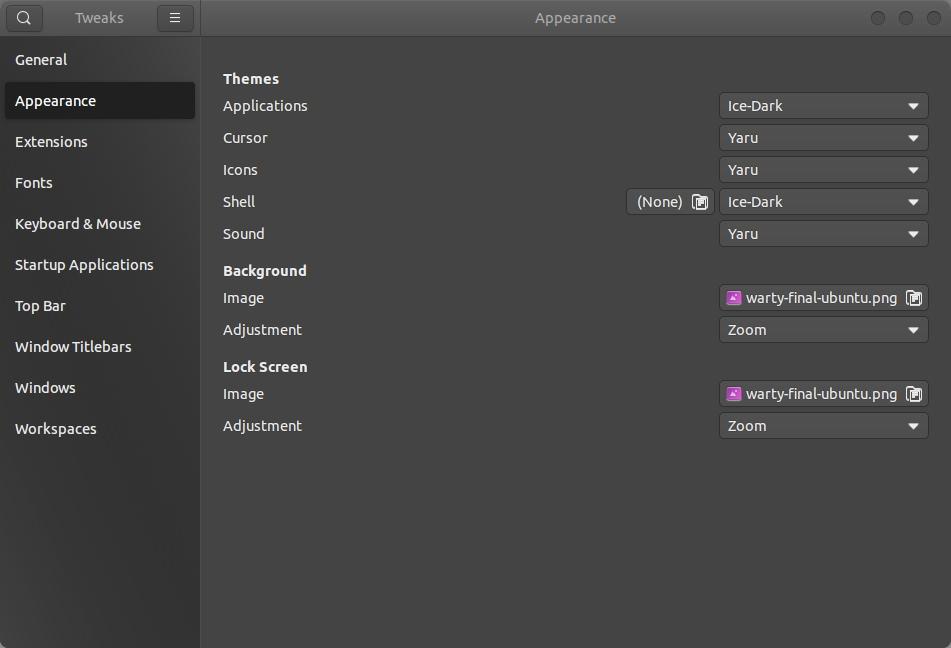 Tweaks
Appearance
General
Appearance
Extensions
Fonts
Keyboard & Mouse
Startup Applications
Top Bar
Window Titlebars
Windows
Workspaces
Themes
Applications Ice-Dark
Cursor Yaru
Icons Yaru
Shell (None) Ice-Dark
Sound Yaru
Background
Image warty-final-ubuntu.png
Adjustment Zoom
Lock Screen
Image warty-final-ubuntu.png
Adjustment Zoom